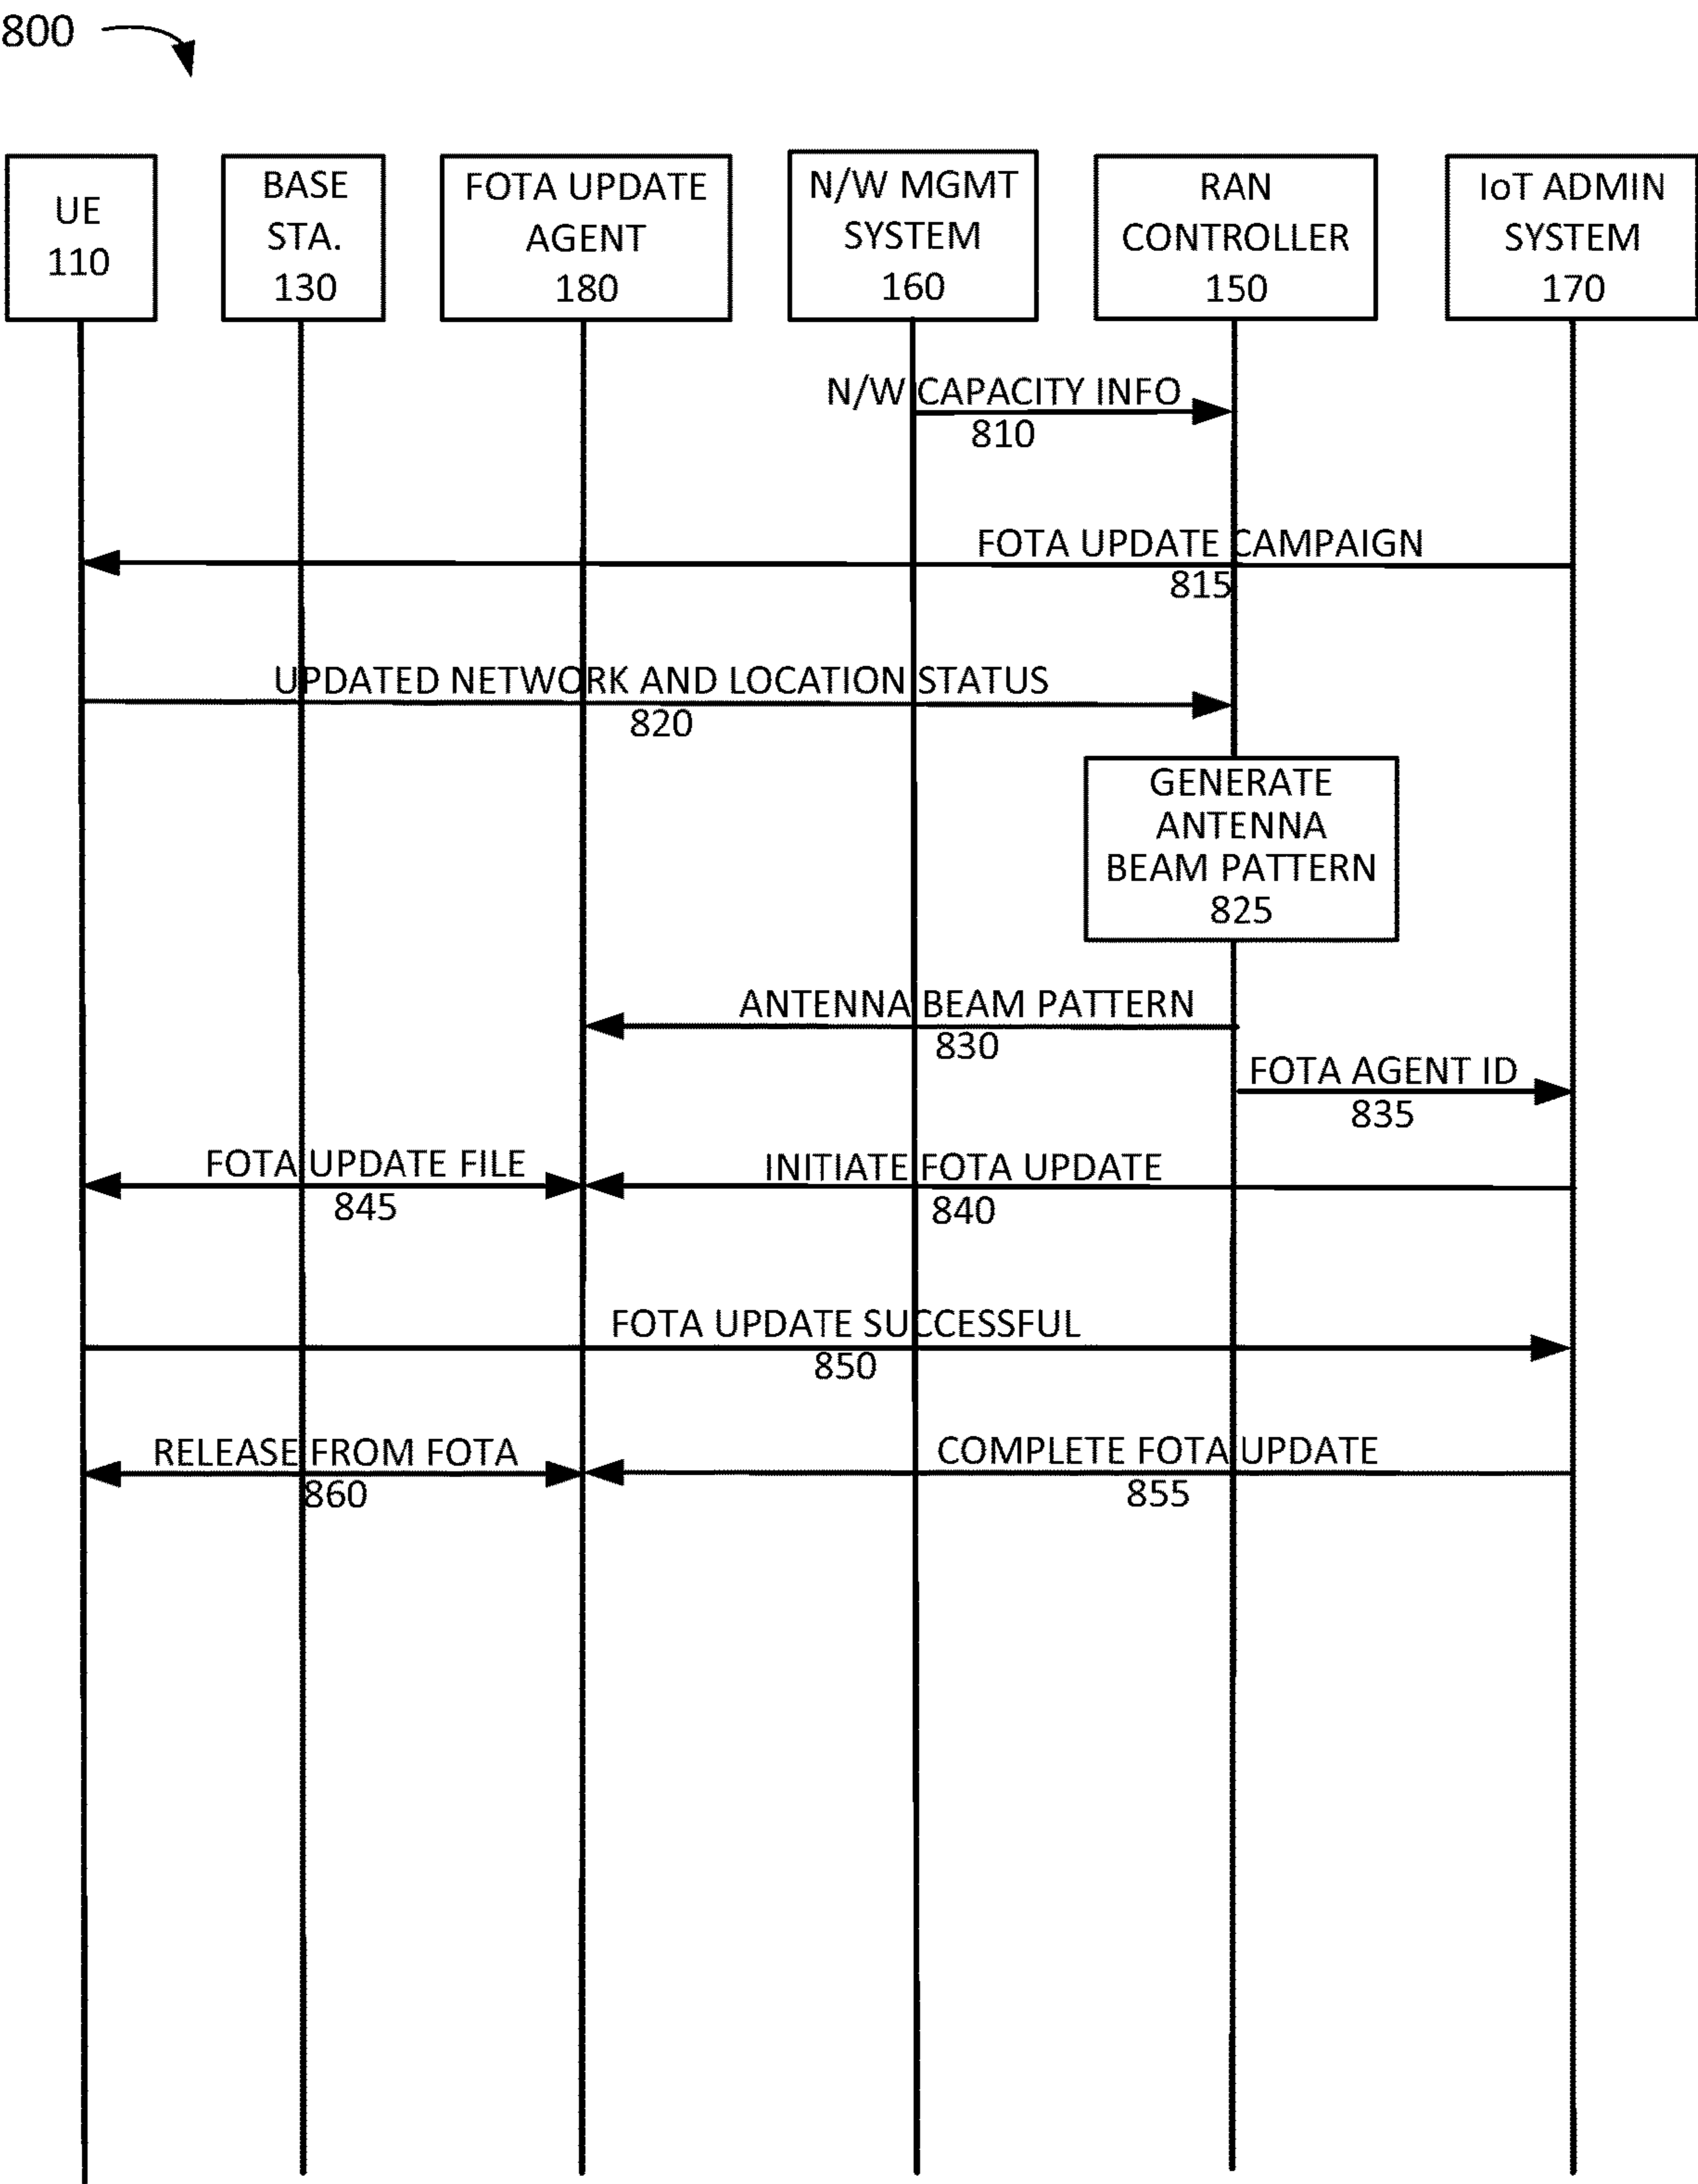 800
UE
110
BASE
STA.
130
FOTA UPDATE
AGENT
180
N/W MGMT
SYSTEM
160
RAN
CONTROLLER
150
IoT ADMIN
SYSTEM
170
N/W CAPACITY INFO
810
FOTA UPDATE CAMPAIGN
815
UPDATED NETWORK AND LOCATION STATUS
820
GENERATE
ANTENNA
BEAM PATTERN
825
ANTENNA BEAM PATTERN
830
FOTA AGENT ID
835
FOTA UPDATE FILE
845
INITIATE FOTA UPDATE
840
FOTA UPDATE SUCCESSFUL
850
RELEASE FROM FOTA
860
COMPLETE FOTA UPDATE
855